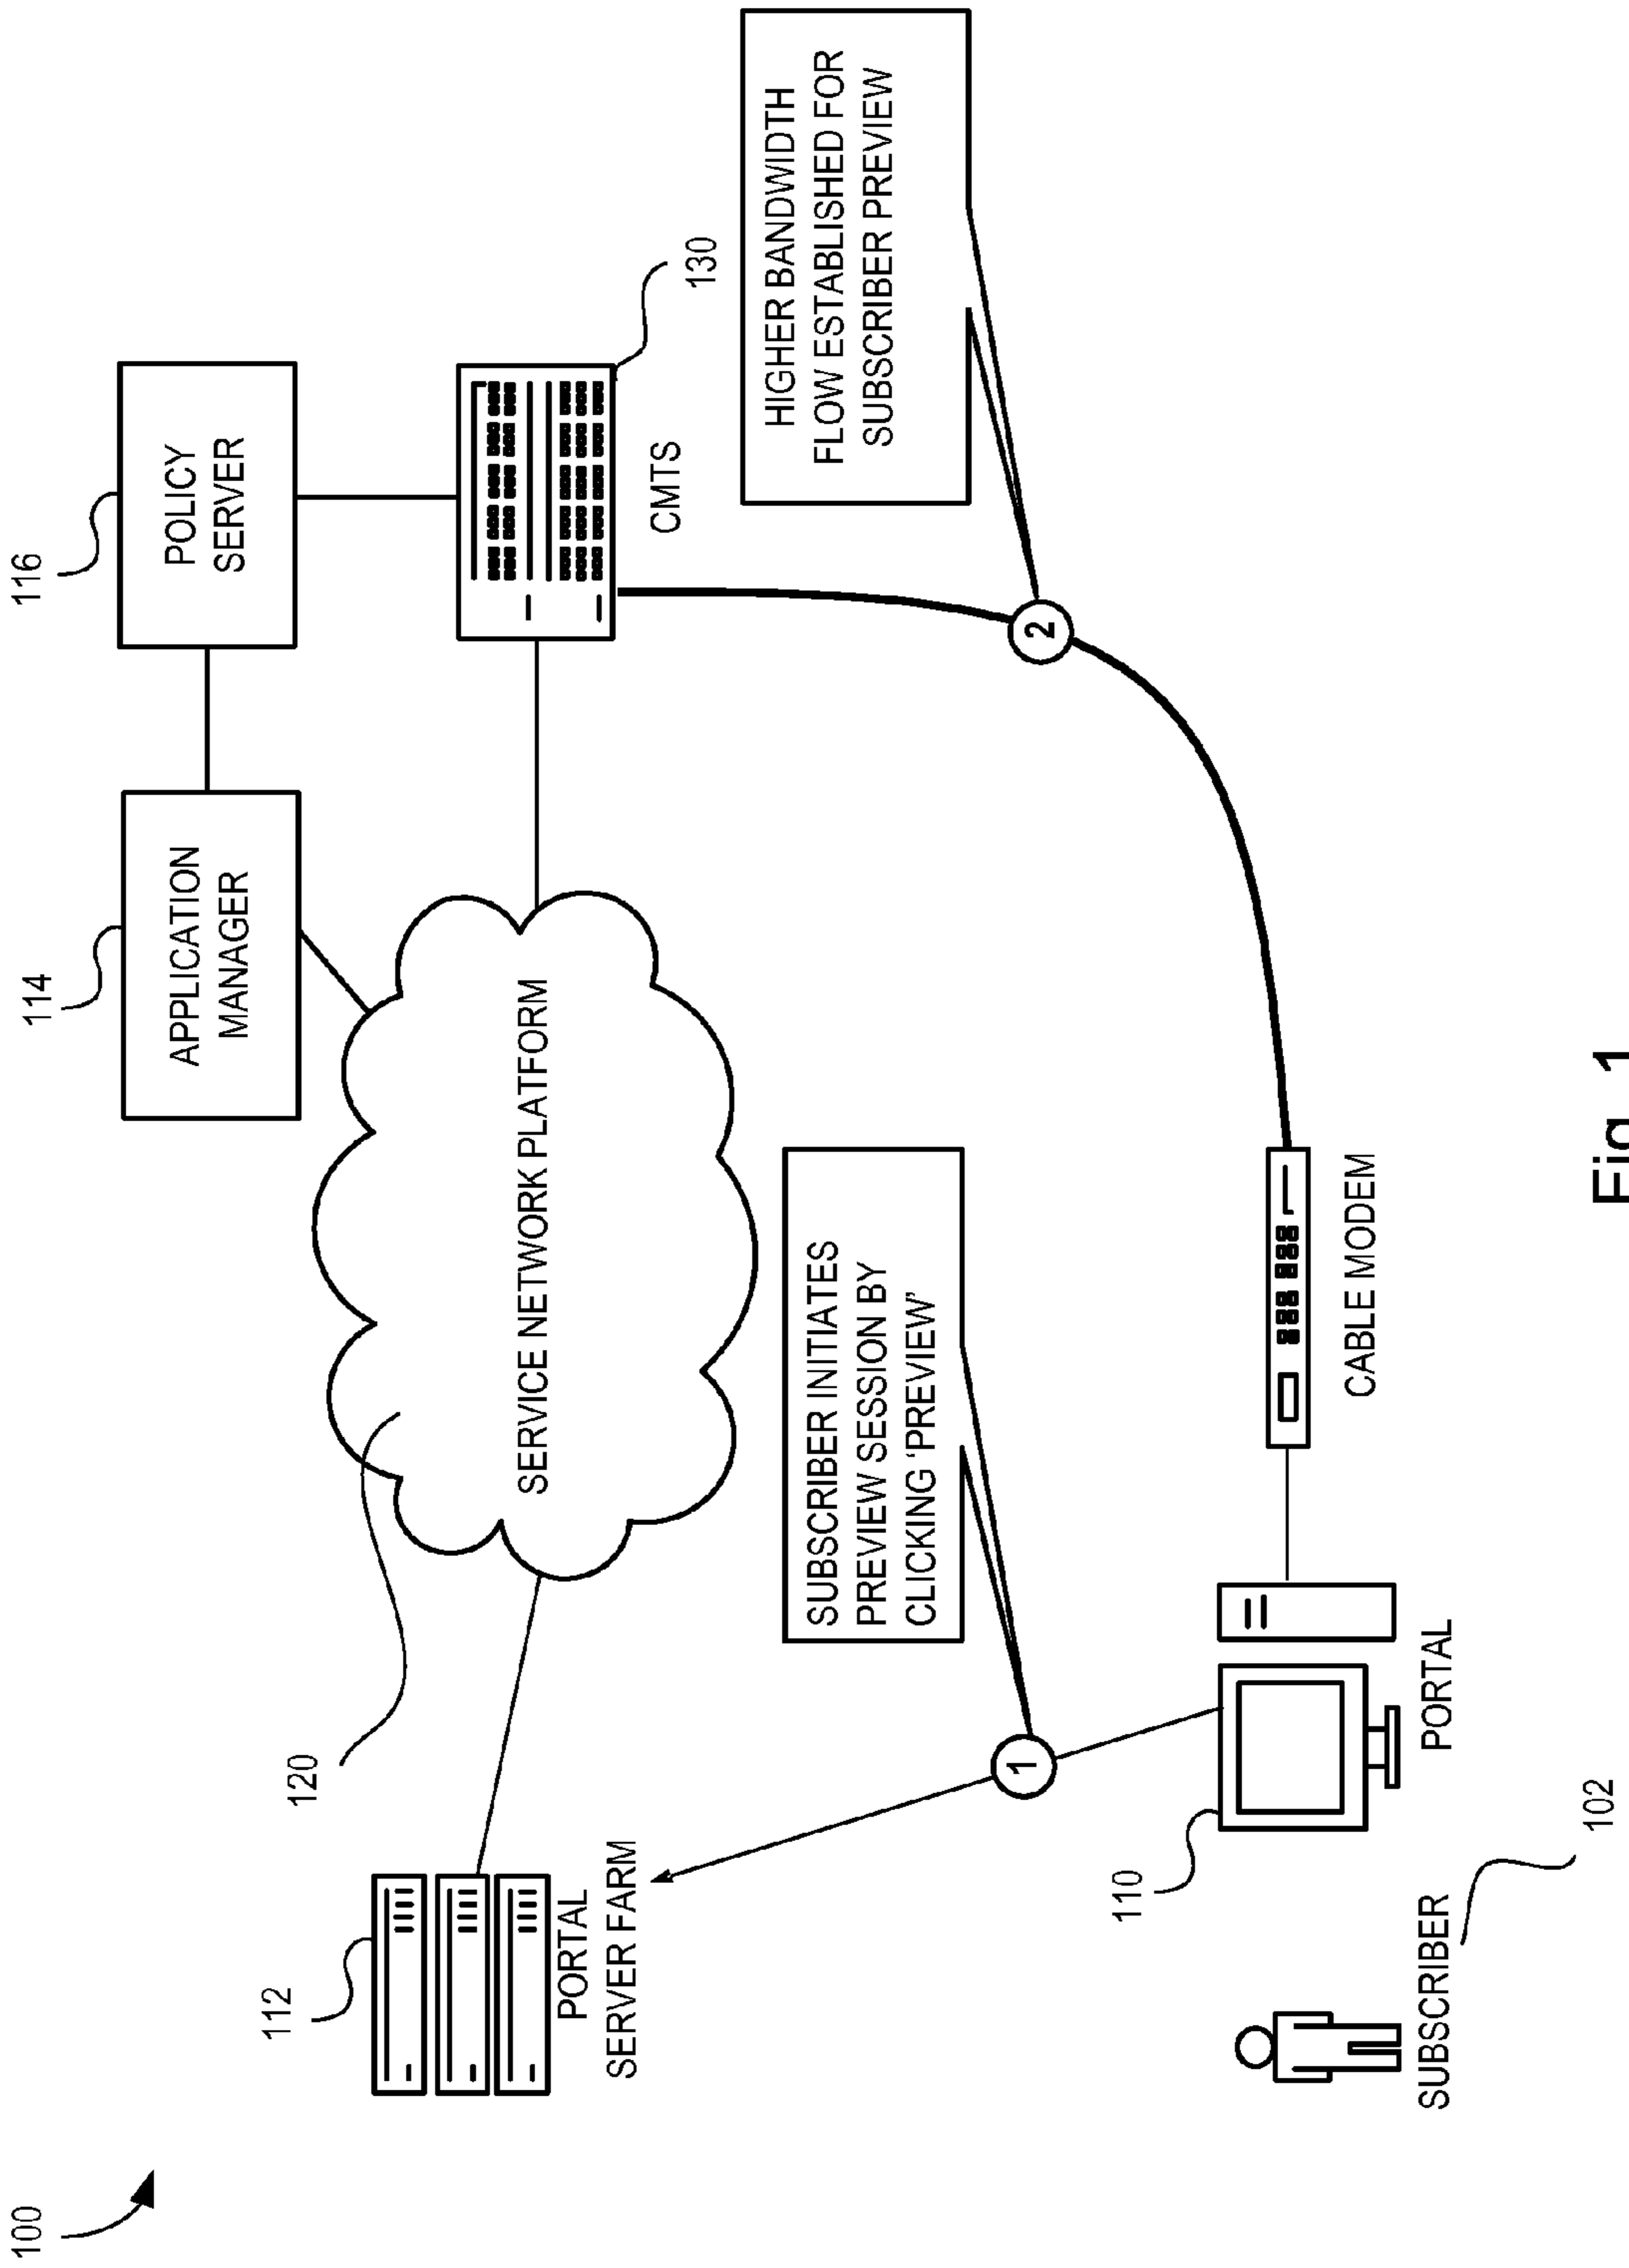 100
114
116
APPLICATION
MANAGER
POLICY
SERVER
112
120
130
PORTAL
SERVER FARM
SERVICE NETWORK PLATFORM
CMTS
SUBSCRIBER INITIATES
PREVIEW SESSION BY
CLICKING ‘PREVIEW’
HIGHER BANDWIDTH
FLOW ESTABLISHED FOR
SUBSCRIBER PREVIEW
1
2
110
SUBSCRIBER
102
PORTAL
CABLE MODEM
Fig. 1